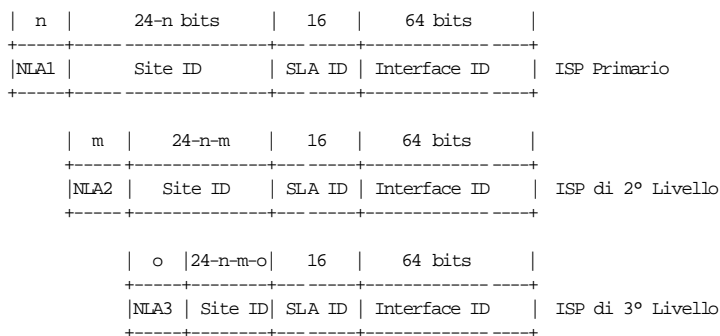 |  n  |      24-n bits      |  16   |    64 bits      |
+-----+---------------------+-------+-----------------+
|NLA1 |       Site ID       | SLA ID | Interface ID    |  ISP Primario
+-----+---------------------+-------+-----------------+
|  m  |    24-n-m    |  16   |    64 bits      |
+-----+--------------+-------+-----------------+
|NLA2 |   Site ID    | SLA ID | Interface ID    |  ISP di 2º Livello
+-----+--------------+-------+-----------------+
|  o  |24-n-m-o|  16   |    64 bits      |
+-----+--------+-------+-----------------+
|NLA3 | Site ID| SLA ID | Interface ID    |  ISP di 3º Livello
+-----+--------+-------+-----------------+